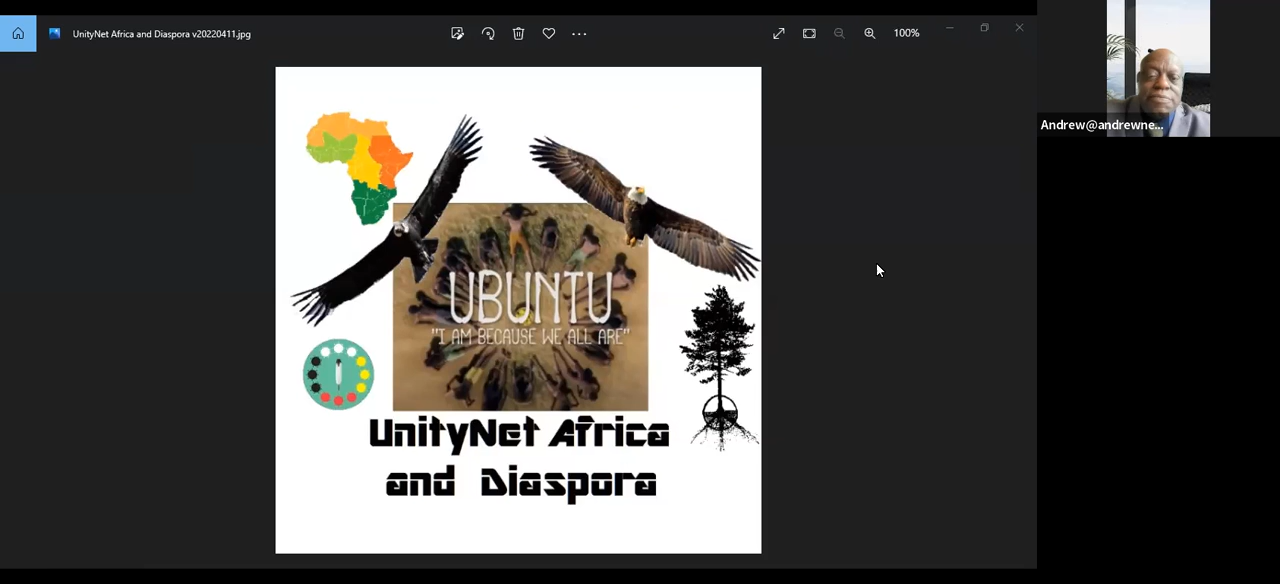 UnityNet Africa and Diaspora v20220411.jpg
100%
Andrew@andrewne...
UBUNTU
"I AM BECAUSE WE ALL ARE"
UnityNet Africa
and Diaspora